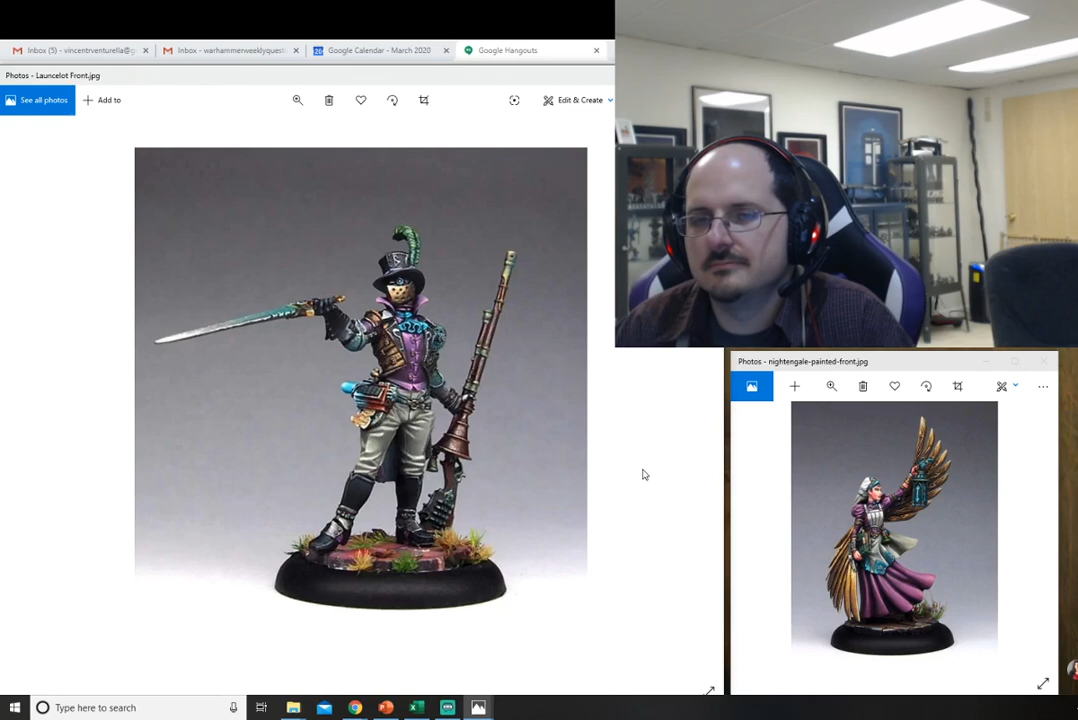 Inbox (5) - vincentrventurella@g
Inbox - warhammerweeklyquest
Google Calendar - March 2020
Google Hangouts
Photos - Launcelot Front.jpg
See all photos
Add to
Edit & Create
Photos - nightengale-painted-front.jpg
Type here to search